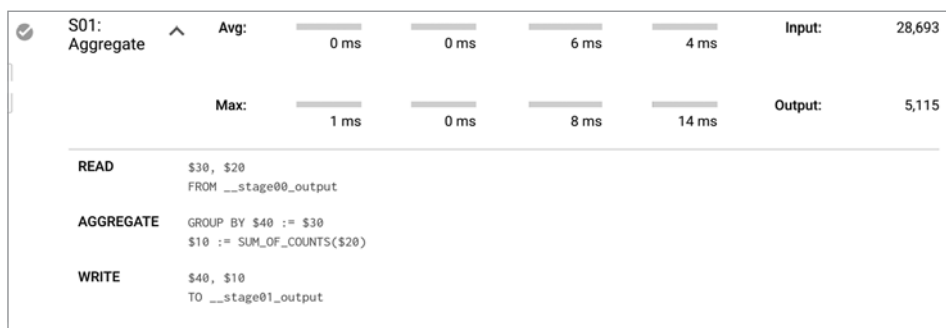 S01: Aggregate
Avg: 0 ms 0 ms 6 ms 4 ms Input: 28,693
Max: 1 ms 0 ms 8 ms 14 ms Output: 5,115
READ $30, $20
FROM __stage00_output
AGGREGATE GROUP BY $40 := $30
$10 := SUM_OF_COUNTS($20)
WRITE $40, $10
TO __stage01_output